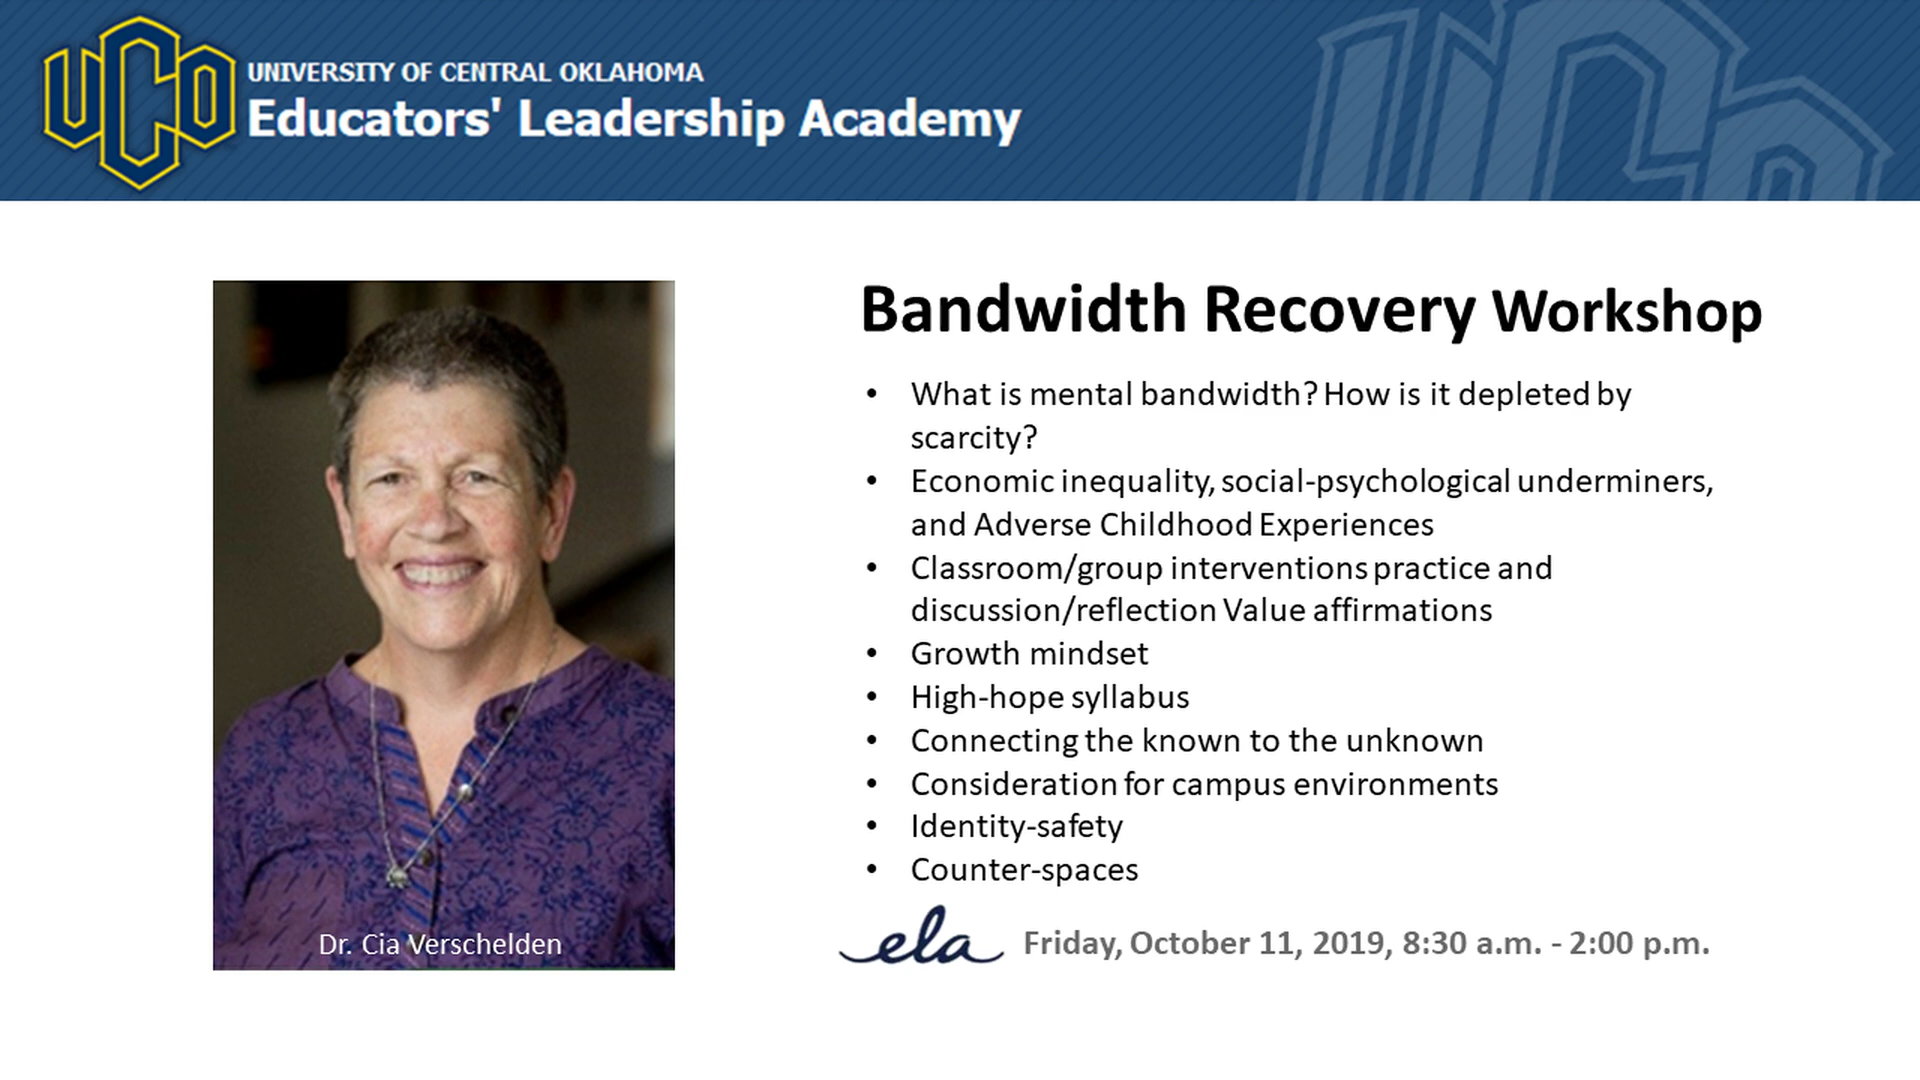 UCO
UNIVERSITY OF CENTRAL OKLAHOMA
Educators' Leadership Academy
UCO
Bandwidth Recovery Workshop
• What is mental bandwidth? How is it depleted by
scarcity?
• Economic inequality, social-psychological underminers,
and Adverse Childhood Experiences
• Classroom/group interventions practice and
discussion/reflection Value affirmations
• Growth mindset
• High-hope syllabus
• Connecting the known to the unknown
• Consideration for campus environments
• Identity-safety
• Counter-spaces
Dr. Cia Verschelden
ela Friday, October 11, 2019, 8:30 a.m. - 2:00 p.m.